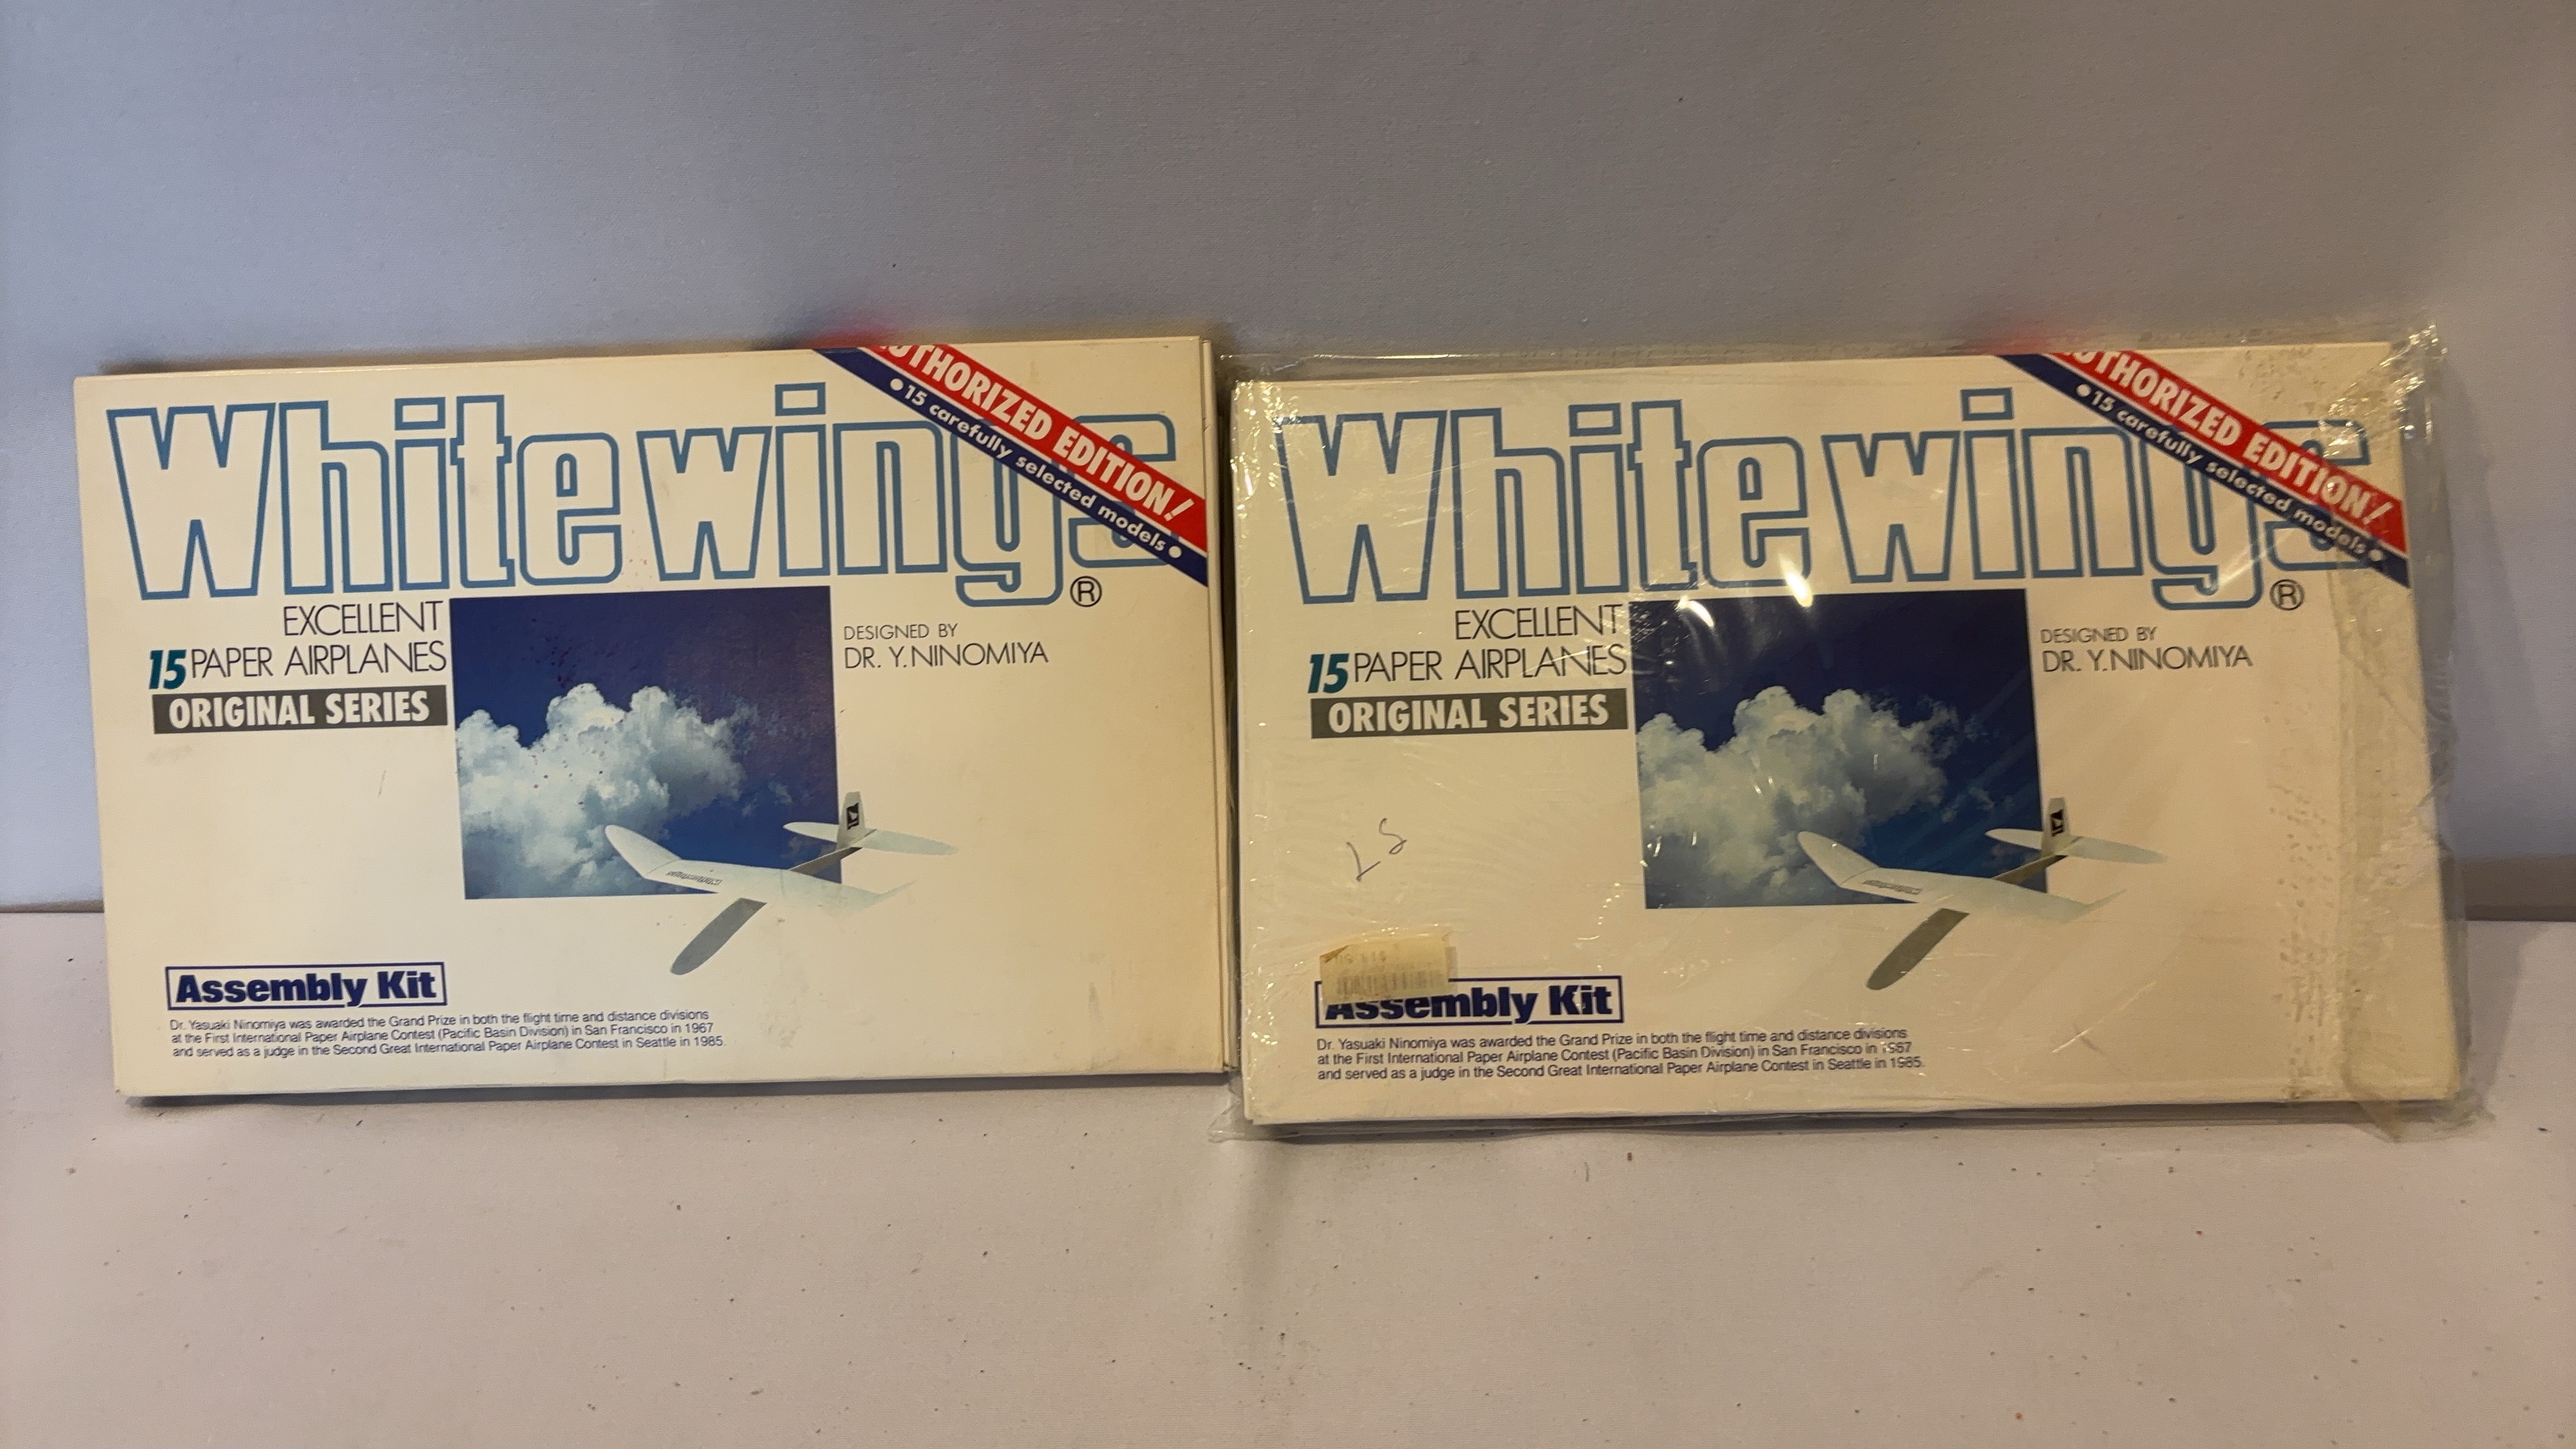 Whitewings®
AUTHORIZED EDITION!
• 15 carefully selected models •
EXCELLENT
15 PAPER AIRPLANES
ORIGINAL SERIES
DESIGNED BY
DR. Y. NINOMIYA
Assembly Kit
Dr. Yasuaki Ninomiya was awarded the Grand Prize in both the flight time and distance divisions
at the First International Paper Airplane Contest (Pacific Basin Division) in San Francisco in 1967
and served as a judge in the Second Great International Paper Airplane Contest in Seattle in 1985.
Whitewings®
AUTHORIZED EDITION!
• 15 carefully selected models •
EXCELLENT
15 PAPER AIRPLANES
ORIGINAL SERIES
DESIGNED BY
DR. Y. NINOMIYA
LS
Assembly Kit
Dr. Yasuaki Ninomiya was awarded the Grand Prize in both the flight time and distance divisions
at the First International Paper Airplane Contest (Pacific Basin Division) in San Francisco in 1967
and served as a judge in the Second Great International Paper Airplane Contest in Seattle in 1985.